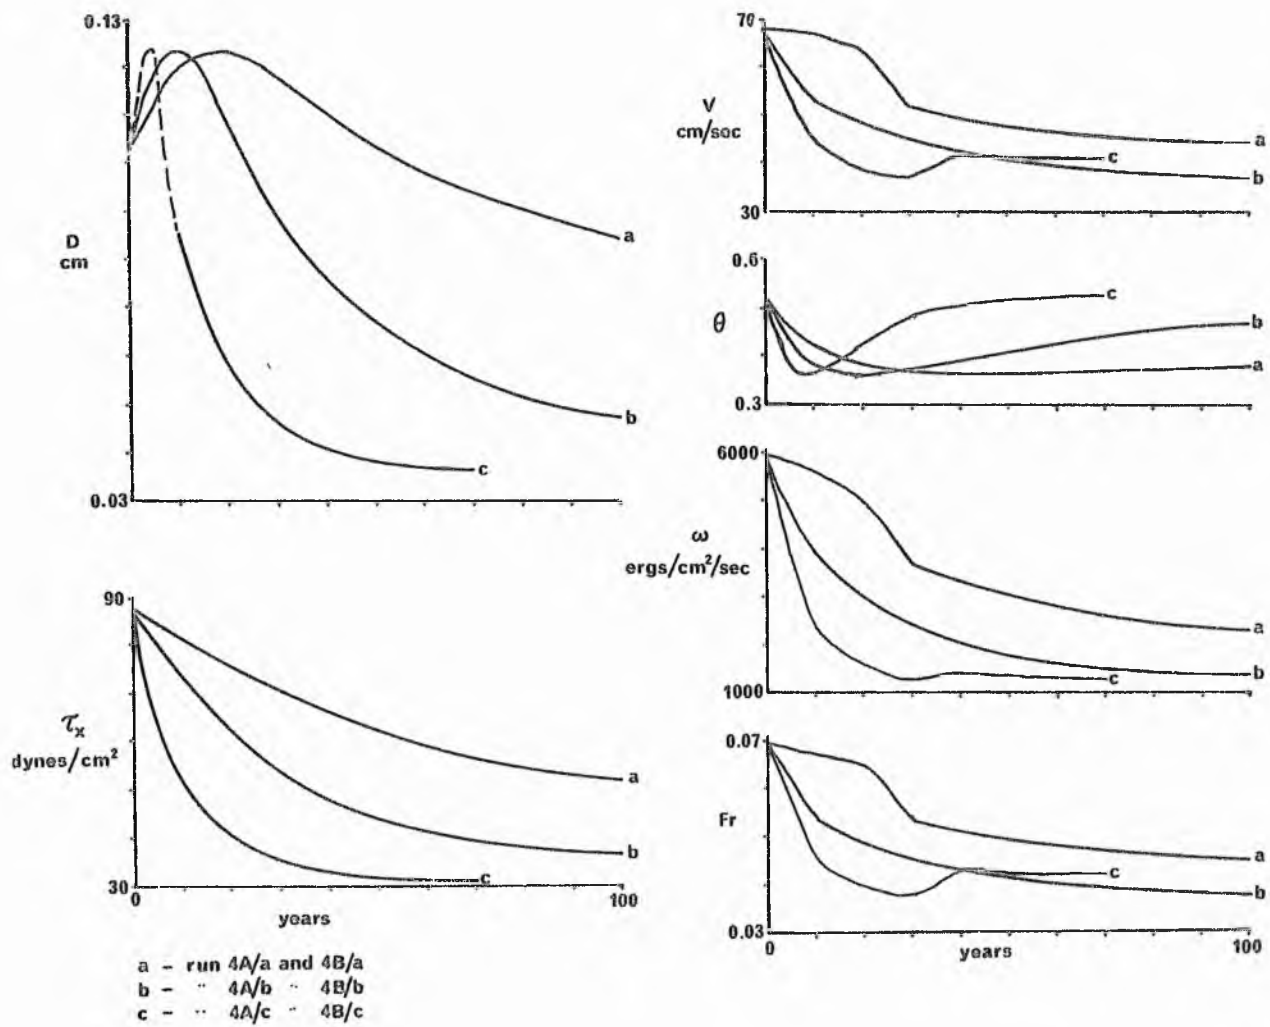 0.13
D
cm
0.03
a
b
c
90
τx
dynes/cm²
30
a
b
c
0
years
100
a – run 4A/a and 4B/a
b – ¨ 4A/b ¨ 4B/b
c – ¨ 4A/c ¨ 4B/c
70
V
cm/sec
30
a
c
b
0.6
θ
0.3
c
b
a
6000
ω
ergs/cm²/sec
1000
a
b
c
0.07
Fr
0.03
a
c
b
0
years
100